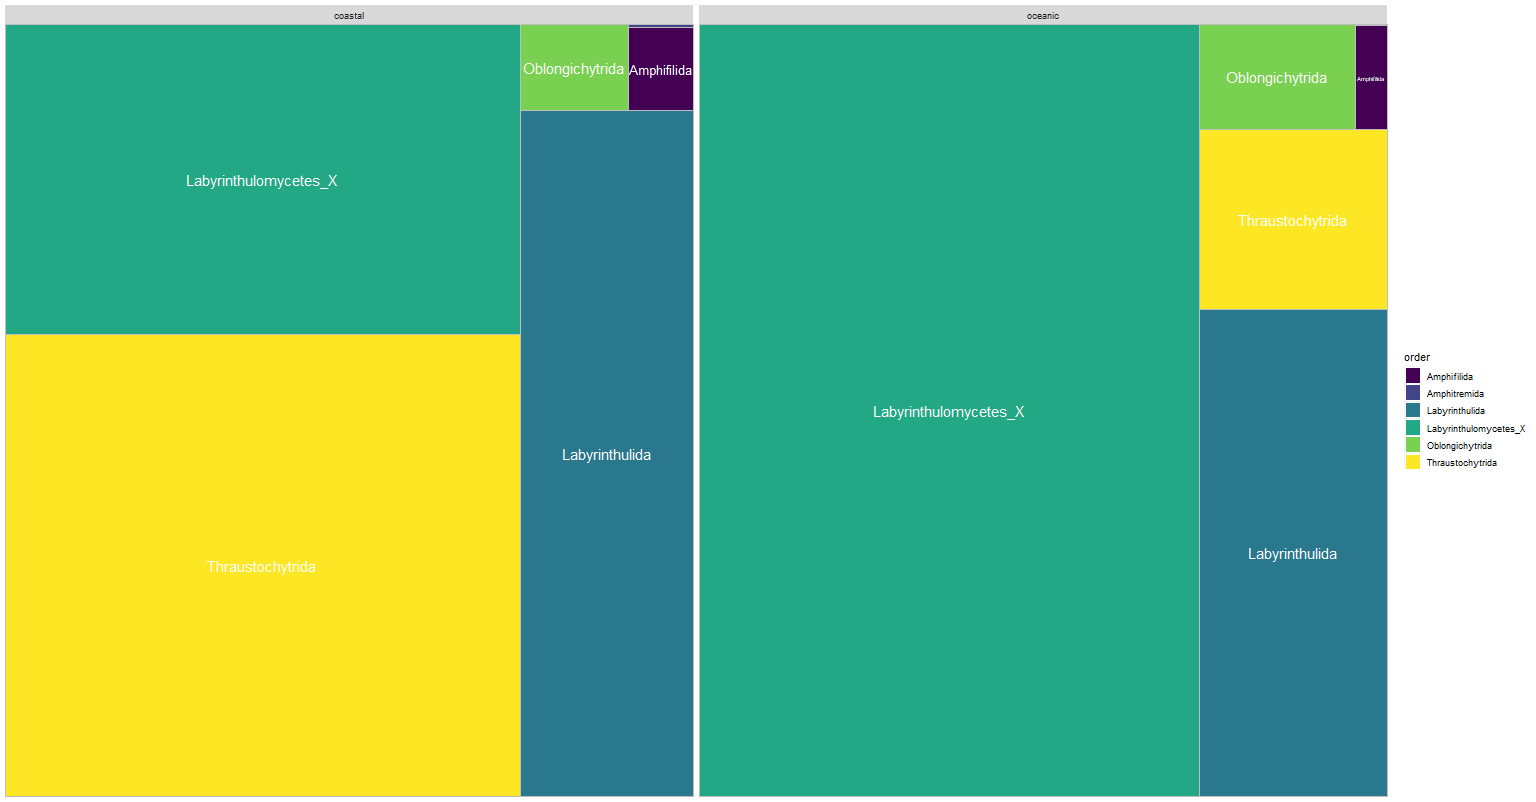 coastal
oceanic
Oblongichytrida
Amphifilida
Labyrinthulomycetes_X
Labyrinthulida
Thraustochytrida
Oblongichytrida
Amphifilida
Thraustochytrida
Labyrinthulomycetes_X
Labyrinthulida
order
Amphifilida
Amphitremida
Labyrinthulida
Labyrinthulomycetes_X
Oblongichytrida
Thraustochytrida